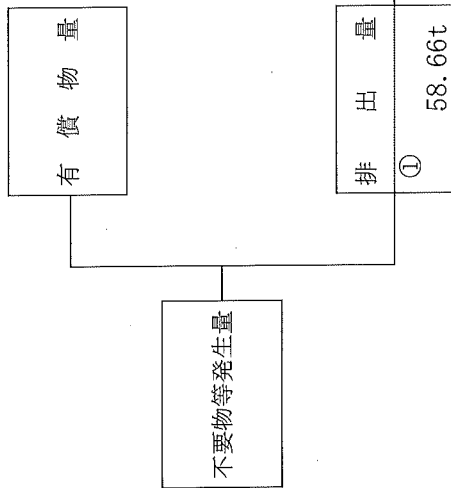 有償物量
不要物等発生量
排出量
①
58.66t